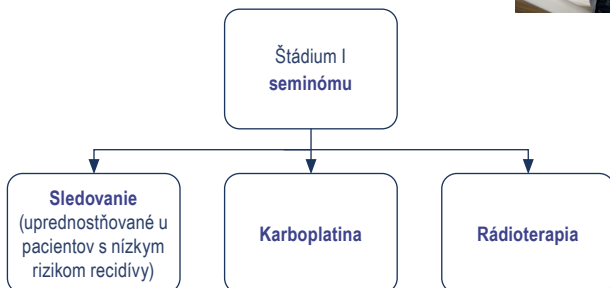 Štádium I
seminómu
Sledovanie
(uprednostňované u
pacientov s nízkym
rizikom recidívy)
Karboplatina
Rádioterapia